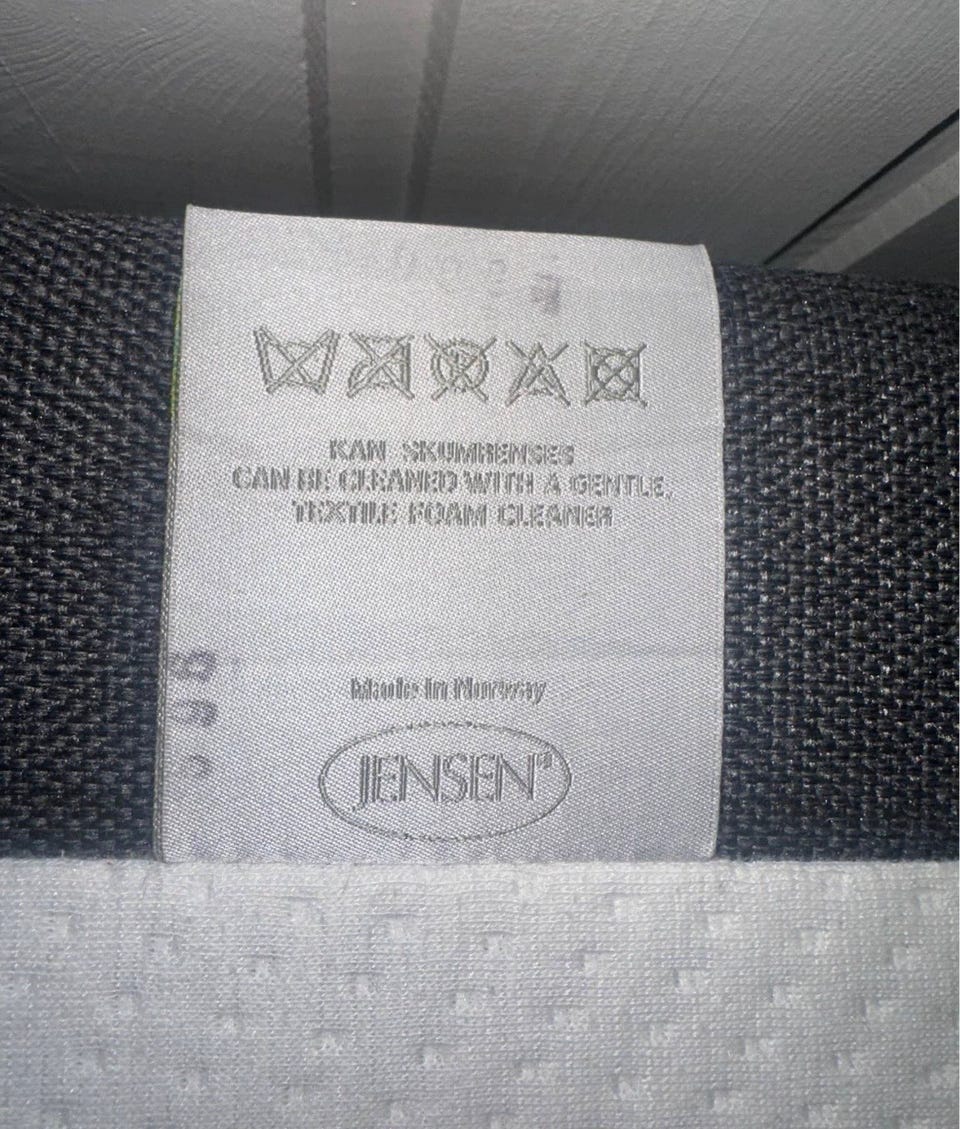 KAN SKUMRENSES
CAN BE CLEANED WITH A GENTLE,
TEXTILE FOAM CLEANER
Made in Norway
JENSEN®